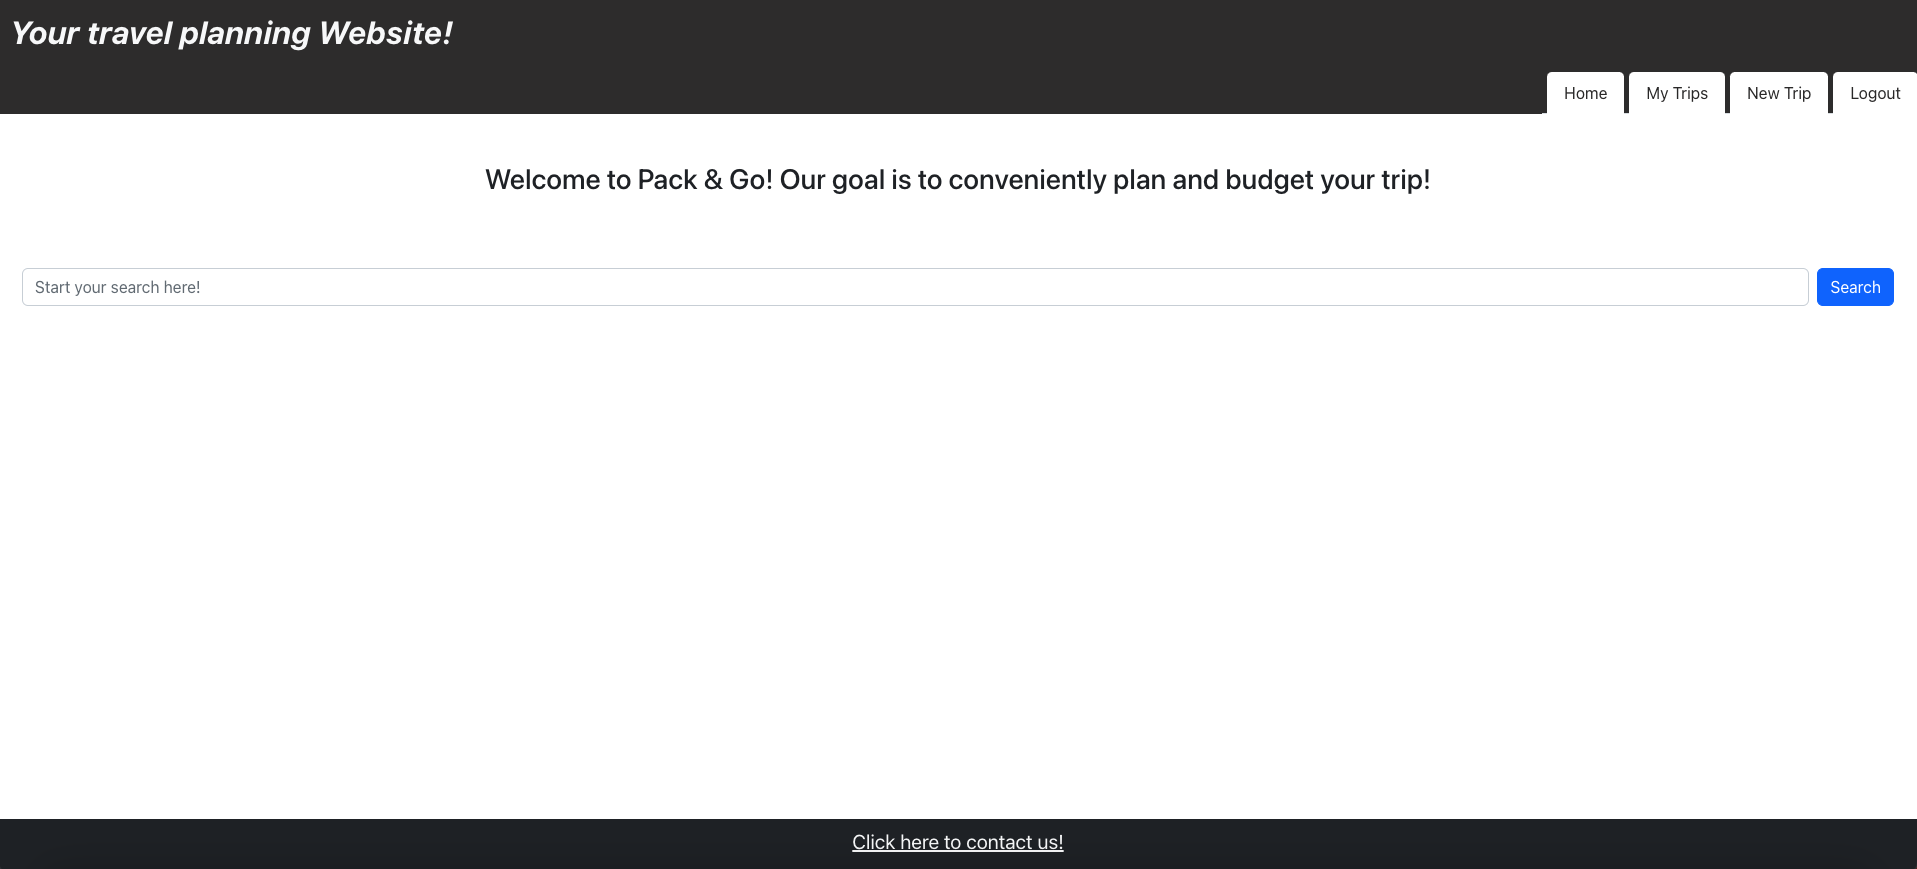 Your travel planning Website!
Home My Trips New Trip Logout
Welcome to Pack & Go! Our goal is to conveniently plan and budget your trip!
Start your search here! Search
Click here to contact us!